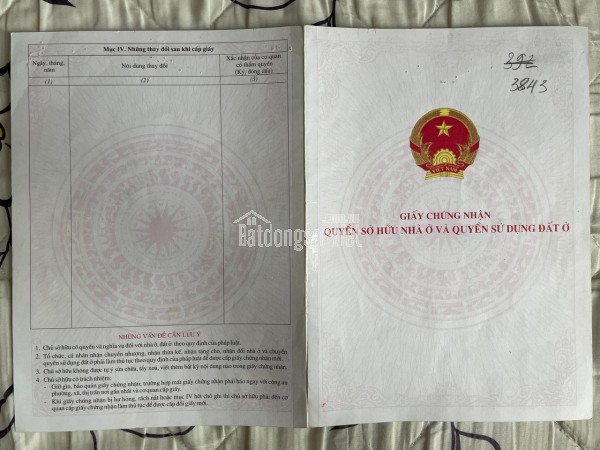 Mục IV. Những thay đổi sau khi cấp giấy
Ngày, tháng, năm
Nội dung thay đổi
Xác nhận của cơ quan có thẩm quyền (Ký, đóng dấu)
(1)
(2)
(3)
NHỮNG VẤN ĐỀ CẦN LƯU Ý
1. Chủ sở hữu có quyền và nghĩa vụ đối với nhà ở, đất ở theo quy định của pháp luật.
2. Tổ chức, cá nhân nhận chuyển nhượng, nhận thừa kế, nhận tặng cho, nhận đổi nhà ở và chuyển
quyền sử dụng đất ở phải làm thủ tục theo quy định của pháp luật để được cấp giấy chứng nhận mới.
3. Chủ sở hữu không được tự ý sửa chữa, tẩy xoá, viết thêm bất kỳ nội dung nào trong giấy chứng nhận.
4. Chủ sở hữu có trách nhiệm:
– Giữ gìn, bảo quản giấy chứng nhận, trường hợp mất giấy chứng nhận phải báo ngay với công an
phường, xã, thị trấn nơi gần nhất và cơ quan cấp giấy.
– Khi giấy chứng nhận bị hư hỏng, rách nát hoặc mục IV hết chỗ ghi thì chủ sở hữu phải đến cơ
quan cấp giấy chứng nhận làm thủ tục để được cấp đổi giấy mới.
3843
VIỆT NAM
GIẤY CHỨNG NHẬN
QUYỀN SỞ HỮU NHÀ Ở VÀ QUYỀN SỬ DỤNG ĐẤT Ở